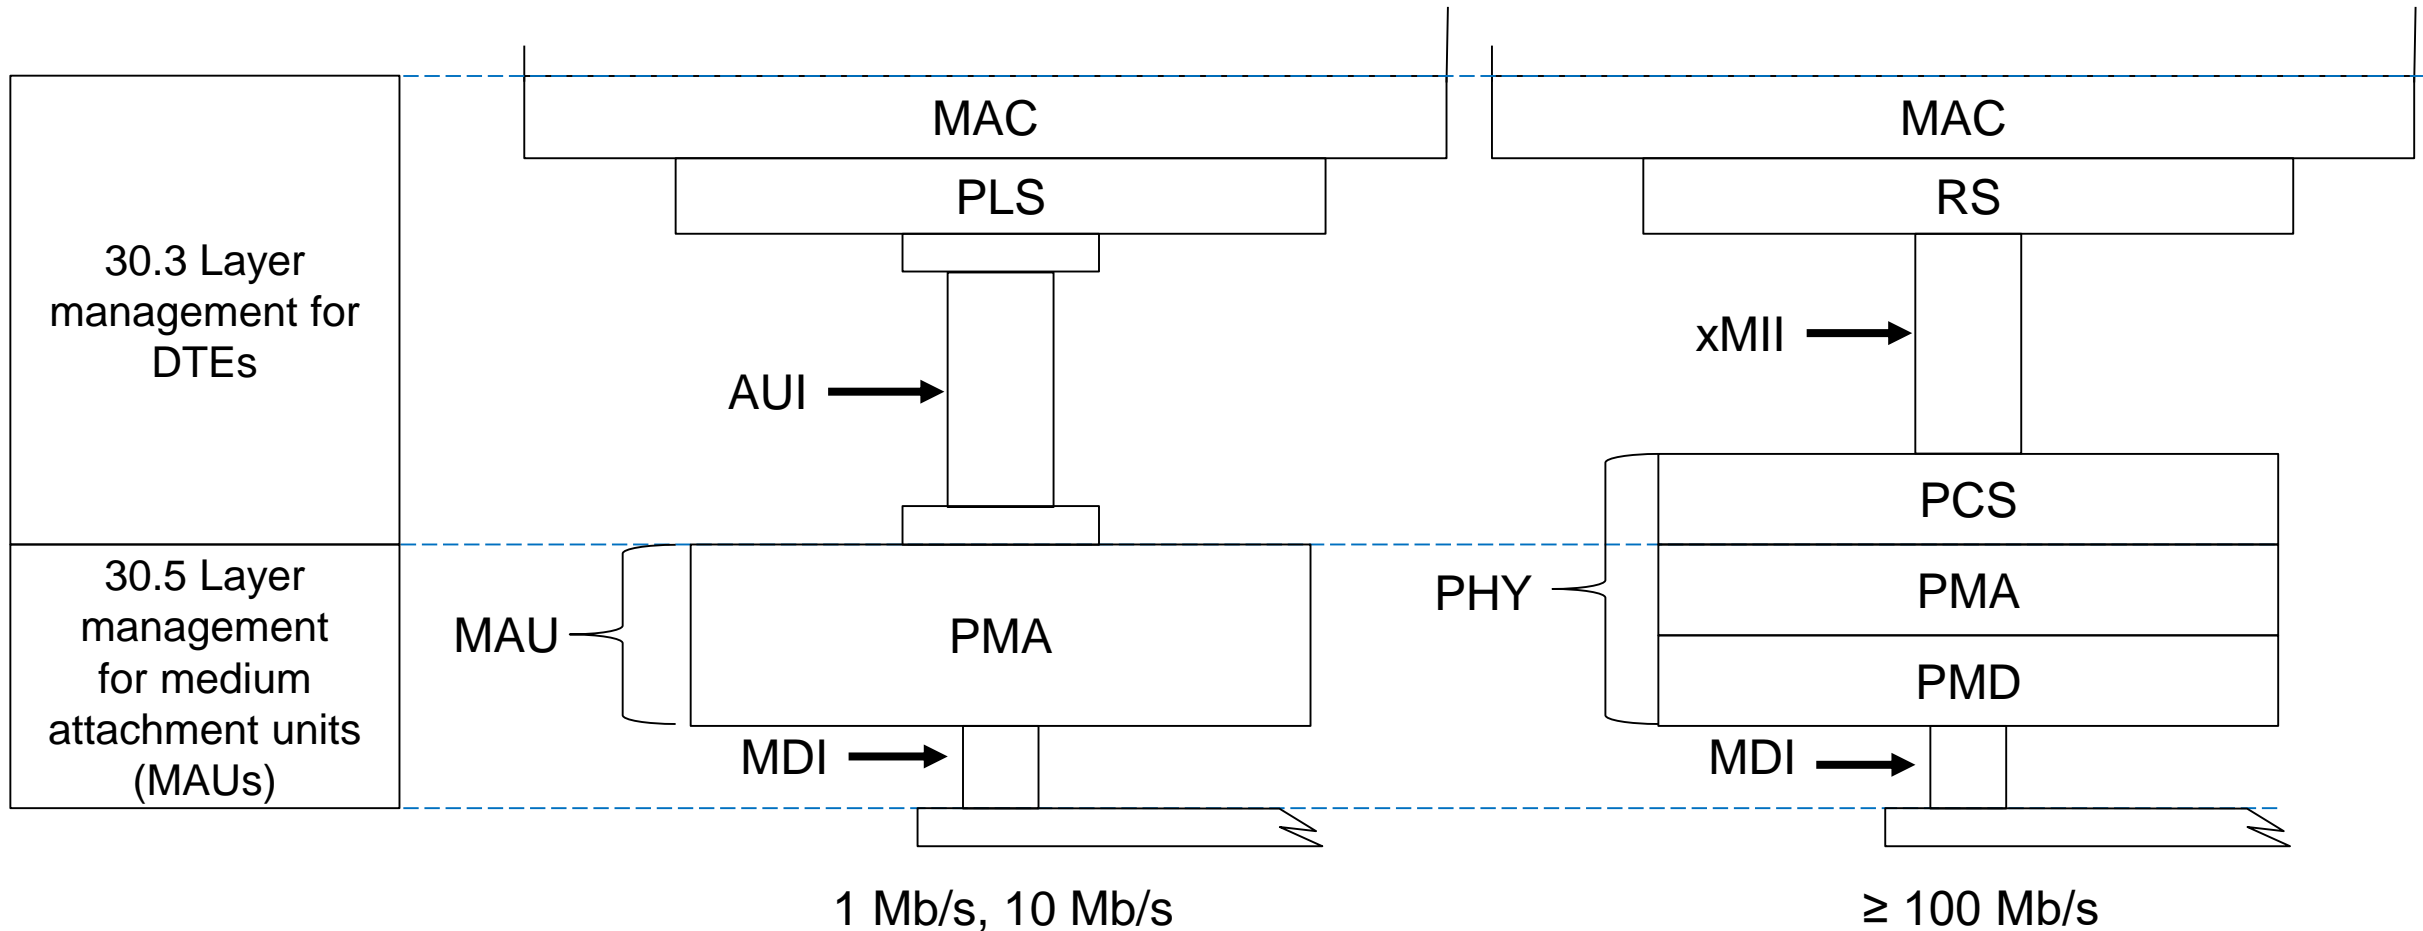 30.3 Layer
management for
DTEs
30.5 Layer
management
for medium
attachment units
(MAUs)
MAC
PLS
AUI
MAU
PMA
MDI
1 Mb/s, 10 Mb/s
MAC
RS
xMII
PHY
PCS
PMA
PMD
MDI
≥ 100 Mb/s